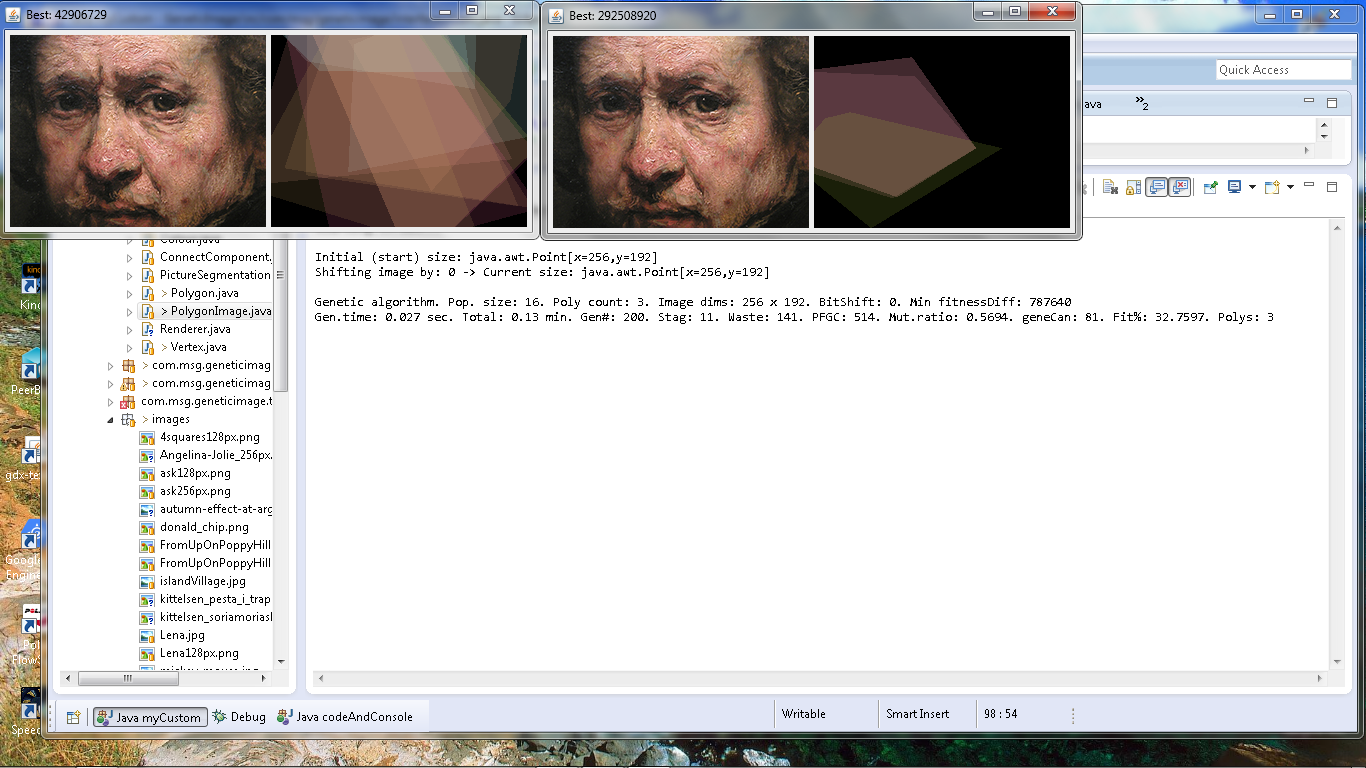 Best: 42906729
Best: 292508920
Quick Access
ava
»2
Colour.java
ConnectComponent.
PictureSegmentation
> Polygon.java
> PolygonImage.java
Renderer.java
> Vertex.java
> com.msg.geneticimag
> com.msg.geneticimag
com.msg.geneticimage.t
> images
4squares128px.png
Angelina-Jolie_256px.
ask128px.png
ask256px.png
autumn-effect-at-arg
donald_chip.png
FromUpOnPoppyHill
FromUpOnPoppyHill
islandVillage.jpg
kittelsen_pesta_i_trap
kittelsen_soriamorias
Lena.jpg
Lena128px.png
Initial (start) size: java.awt.Point[x=256,y=192]
Shifting image by: 0 -> Current size: java.awt.Point[x=256,y=192]
Genetic algorithm. Pop. size: 16. Poly count: 3. Image dims: 256 x 192. BitShift: 0. Min fitnessDiff: 787640
Gen.time: 0.027 sec. Total: 0.13 min. Gen#: 200. Stag: 11. Waste: 141. PFGC: 514. Mut.ratio: 0.5694. geneCan: 81. Fit%: 32.7597. Polys: 3
PeerB
gdx-te
Google
Engine
Speed
Java myCustom
Debug
Java codeAndConsole
Writable
Smart Insert
98 : 54